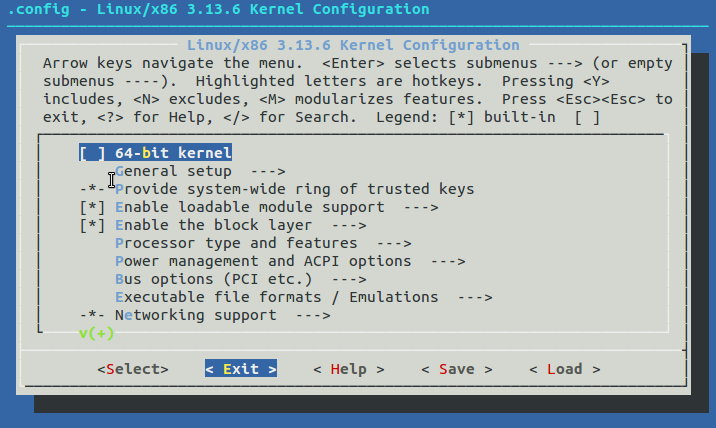 .config - Linux/x86 3.13.6 Kernel Configuration
Linux/x86 3.13.6 Kernel Configuration
Arrow keys navigate the menu.  <Enter> selects submenus ---> (or empty
submenus ----).  Highlighted letters are hotkeys.  Pressing <Y>
includes, <N> excludes, <M> modularizes features.  Press <Esc><Esc> to
exit, <?> for Help, </> for Search.  Legend: [*] built-in  [ ]
[ ] 64-bit kernel
General setup  --->
-*- Provide system-wide ring of trusted keys
[*] Enable loadable module support  --->
[*] Enable the block layer  --->
Processor type and features  --->
Power management and ACPI options  --->
Bus options (PCI etc.)  --->
Executable file formats / Emulations  --->
-*- Networking support  --->
v(+)
<Select>    < Exit >    < Help >    < Save >    < Load >